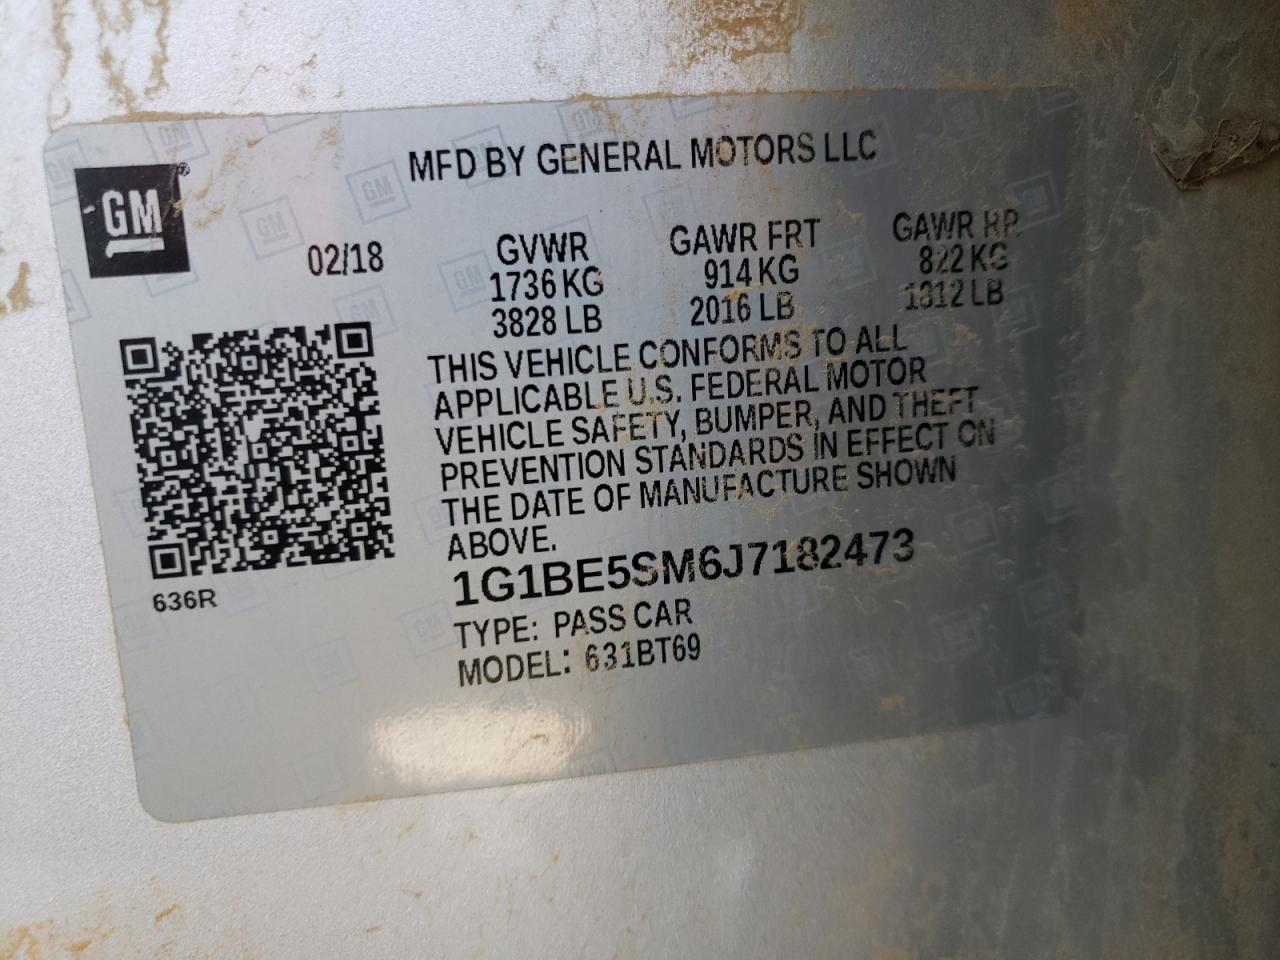 MFD BY GENERAL MOTORS LLC
GM
02/18
GVWR GAWR FRT GAWR RR
1736 KG 914 KG 822 KG
3828 LB 2016 LB 1812 LB
THIS VEHICLE CONFORMS TO ALL
APPLICABLE U.S. FEDERAL MOTOR
VEHICLE SAFETY, BUMPER, AND THEFT
PREVENTION STANDARDS IN EFFECT ON
THE DATE OF MANUFACTURE SHOWN
ABOVE.
1G1BE5SM6J7182473
636R
TYPE: PASS CAR
MODEL: 631BT69